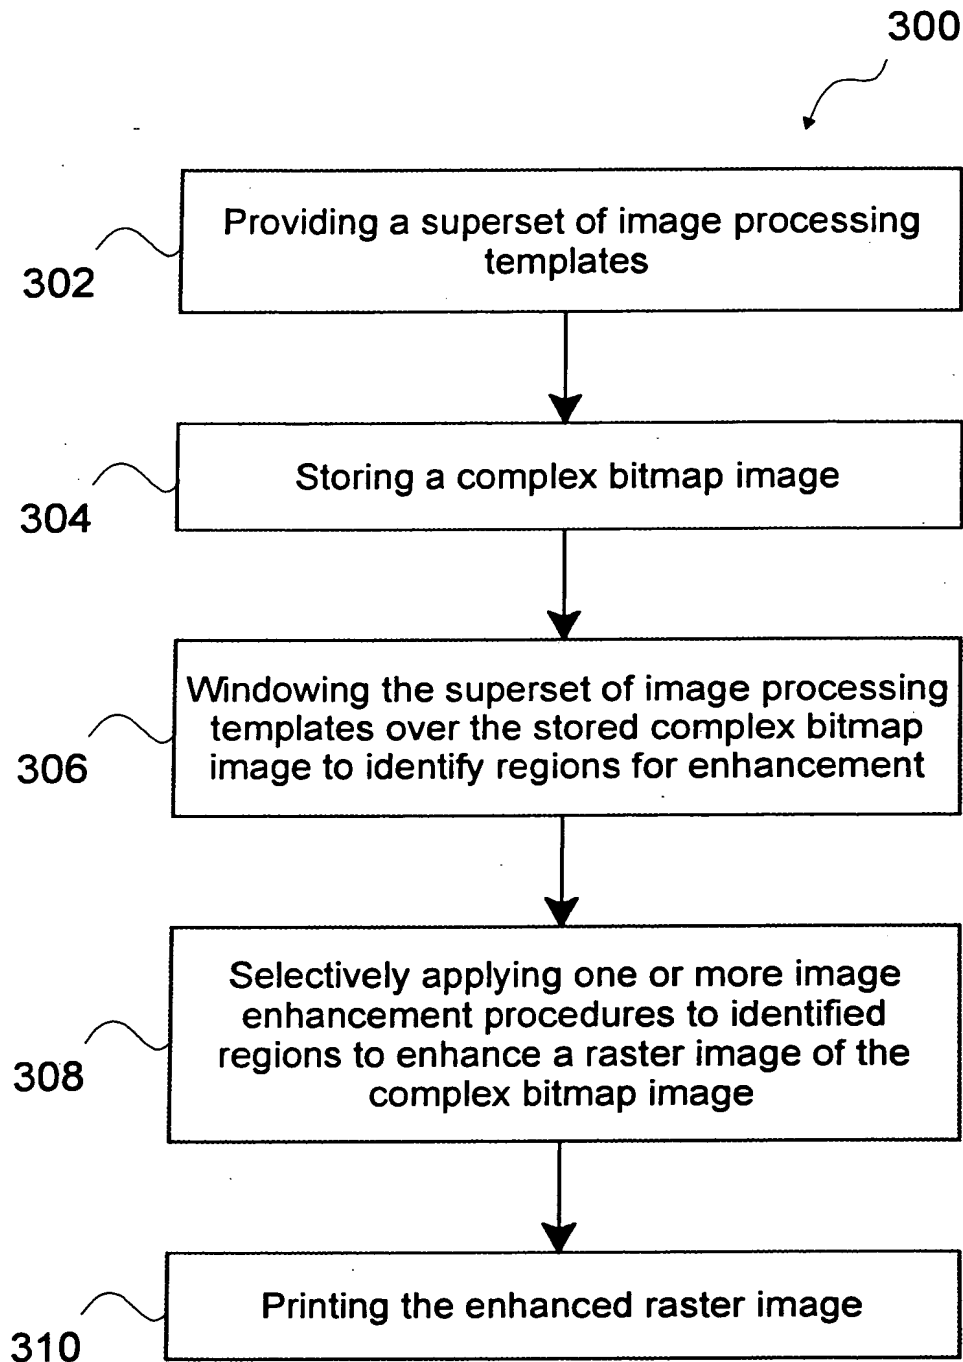 300
Providing a superset of image processing
templates
302
Storing a complex bitmap image
304
Windowing the superset of image processing
templates over the stored complex bitmap
image to identify regions for enhancement
306
Selectively applying one or more image
enhancement procedures to identified
regions to enhance a raster image of the
complex bitmap image
308
Printing the enhanced raster image
310